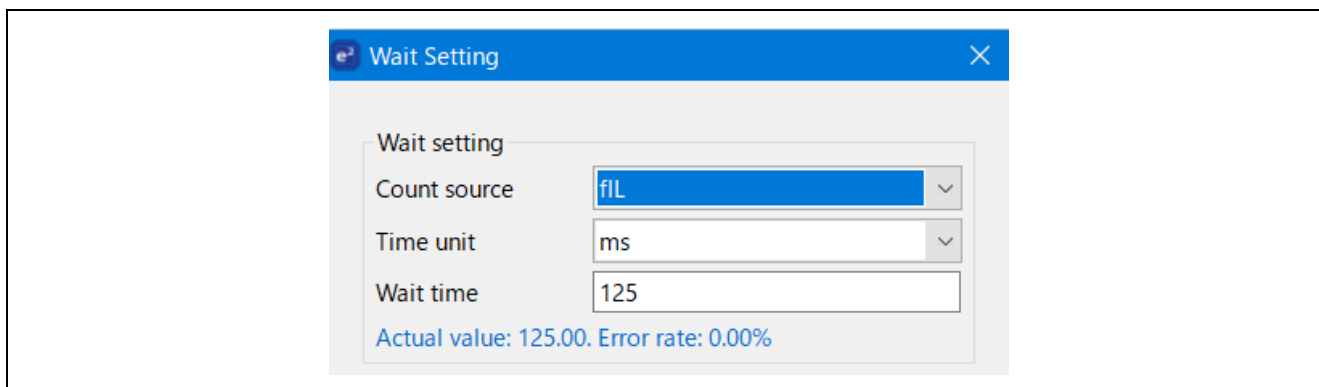 e² Wait Setting
Wait setting
Count source fIL
Time unit ms
Wait time 125
Actual value: 125.00. Error rate: 0.00%